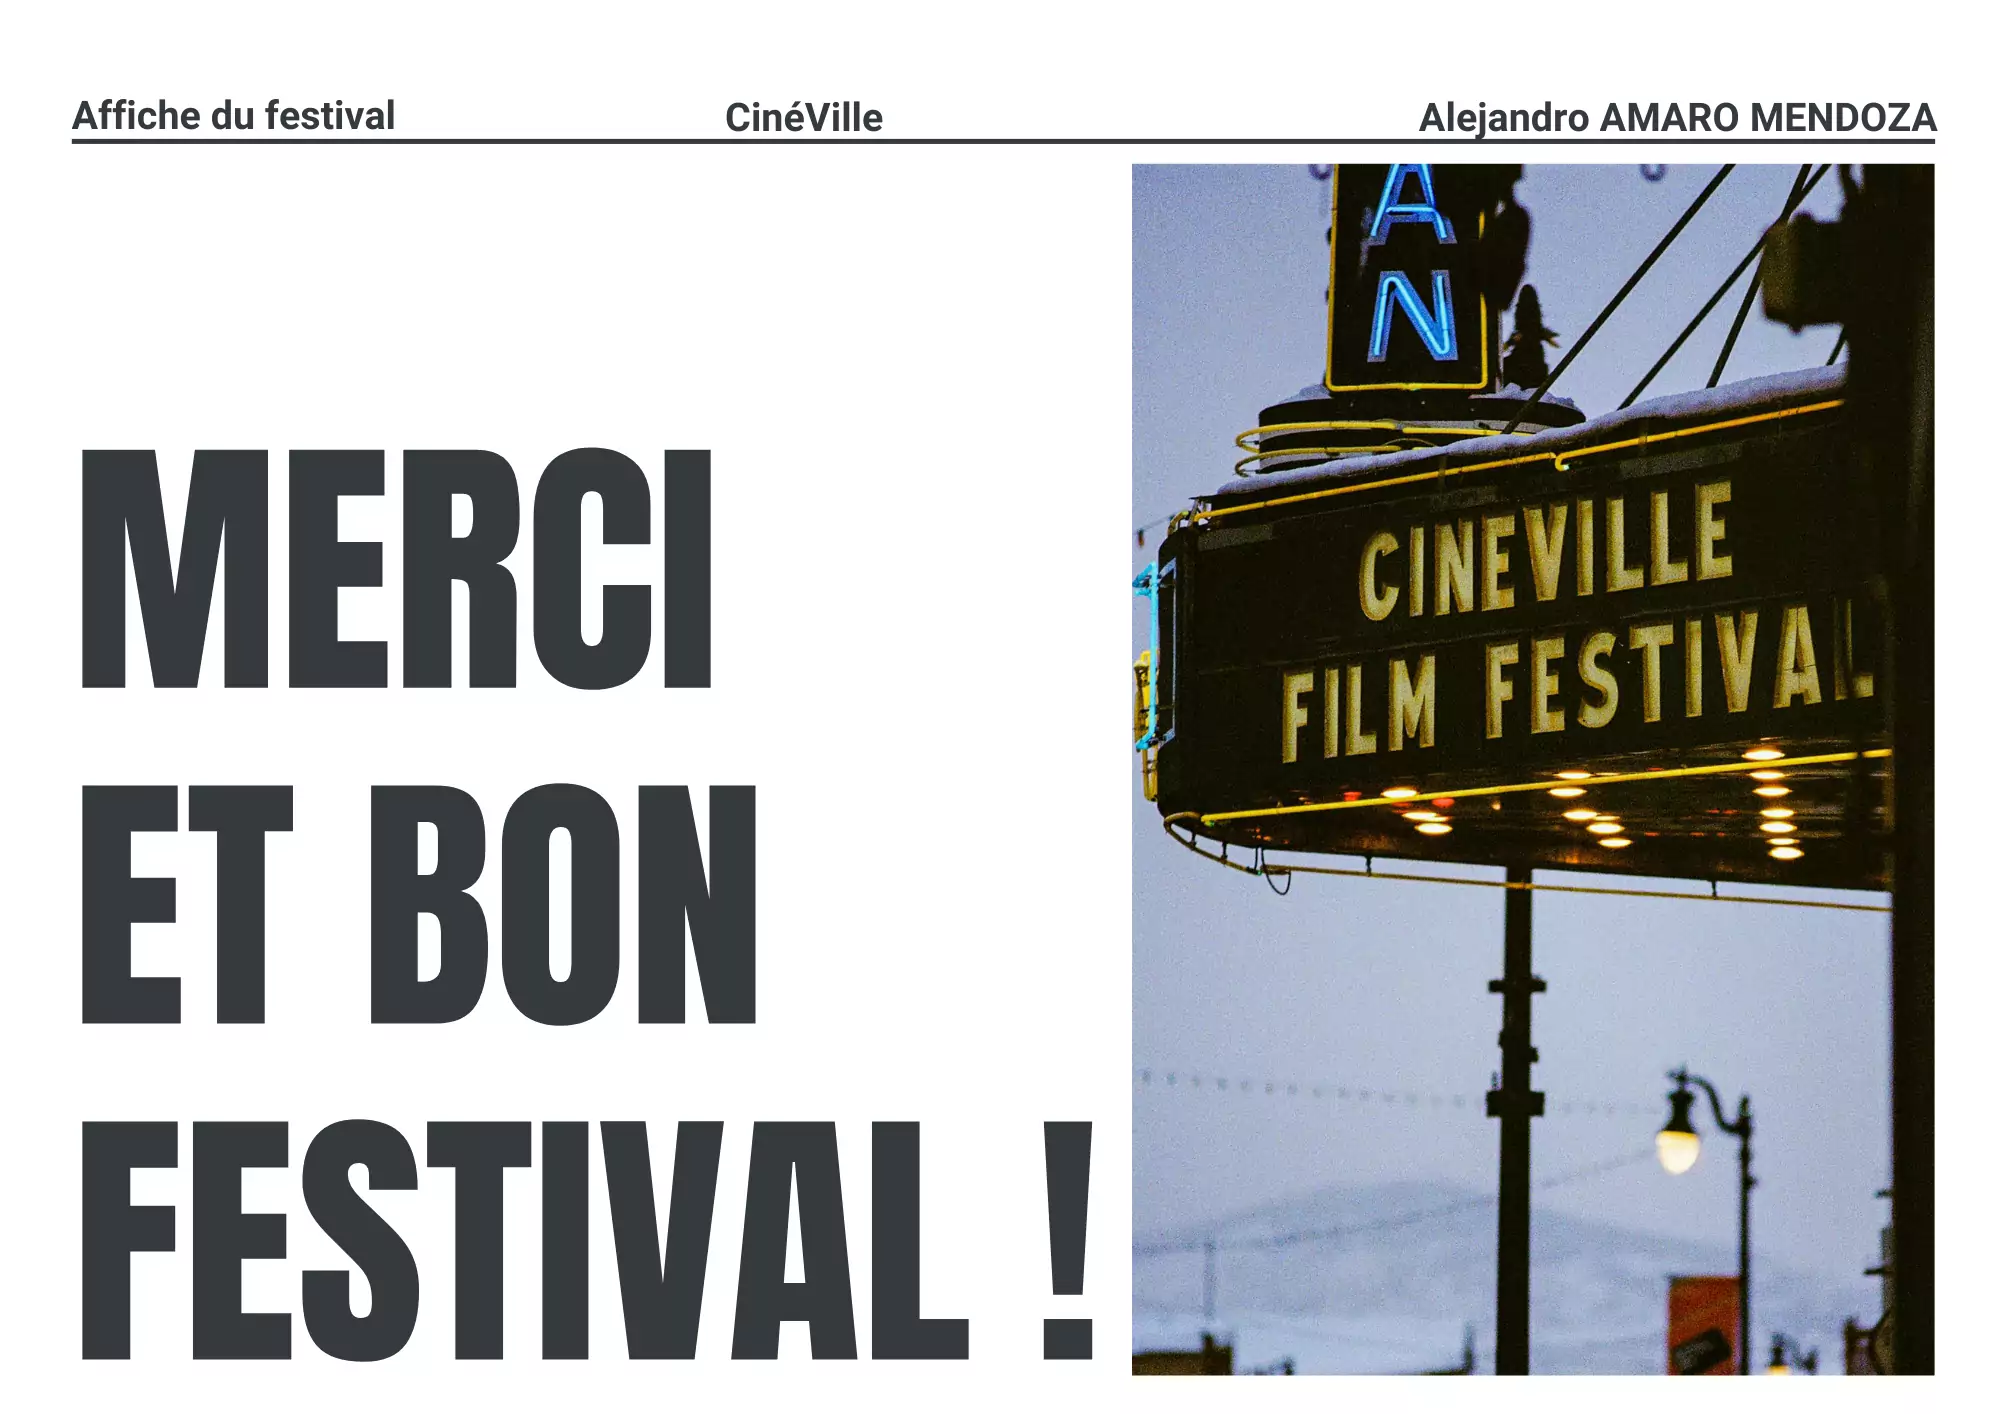 Affiche du festival
CinéVille
Alejandro AMARO MENDOZA
MERCI
ET BON
FESTIVAL !
AN
CINEVILLE
FILM FESTIVAL